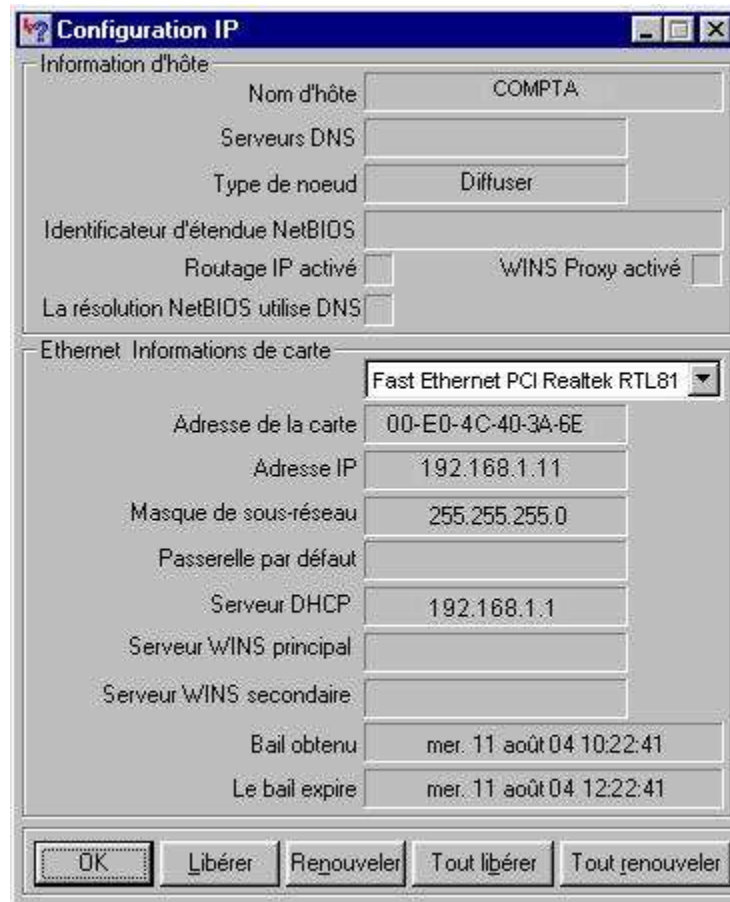 Configuration IP
Information d'hôte
Nom d'hôte COMPTA
Serveurs DNS
Type de noeud Diffuser
Identificateur d'étendue NetBIOS
Routage IP activé WINS Proxy activé
La résolution NetBIOS utilise DNS
Ethernet Informations de carte
Fast Ethernet PCI Realtek RTL81
Adresse de la carte 00-E0-4C-40-3A-6E
Adresse IP 192.168.1.11
Masque de sous-réseau 255.255.255.0
Passerelle par défaut
Serveur DHCP 192.168.1.1
Serveur WINS principal
Serveur WINS secondaire
Bail obtenu mer. 11 août 04 10:22:41
Le bail expire mer. 11 août 04 12:22:41
OK Libérer Renouveler Tout libérer Tout renouveler